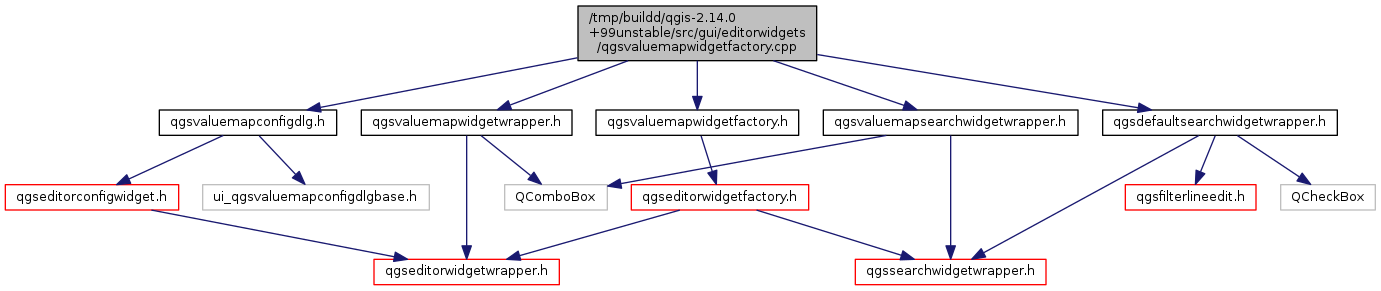 /tmp/buildd/qgis-2.14.0
+99unstable/src/gui/editorwidgets
/qgsvaluemapwidgetfactory.cpp
qgsvaluemapconfigdlg.h
qgsvaluemapwidgetwrapper.h
qgsvaluemapwidgetfactory.h
qgsvaluemapsearchwidgetwrapper.h
qgsdefaultsearchwidgetwrapper.h
qgseditorconfigwidget.h
ui_qgsvaluemapconfigdlgbase.h
QComboBox
qgseditorwidgetfactory.h
qgsfilterlineedit.h
QCheckBox
qgseditorwidgetwrapper.h
qgssearchwidgetwrapper.h